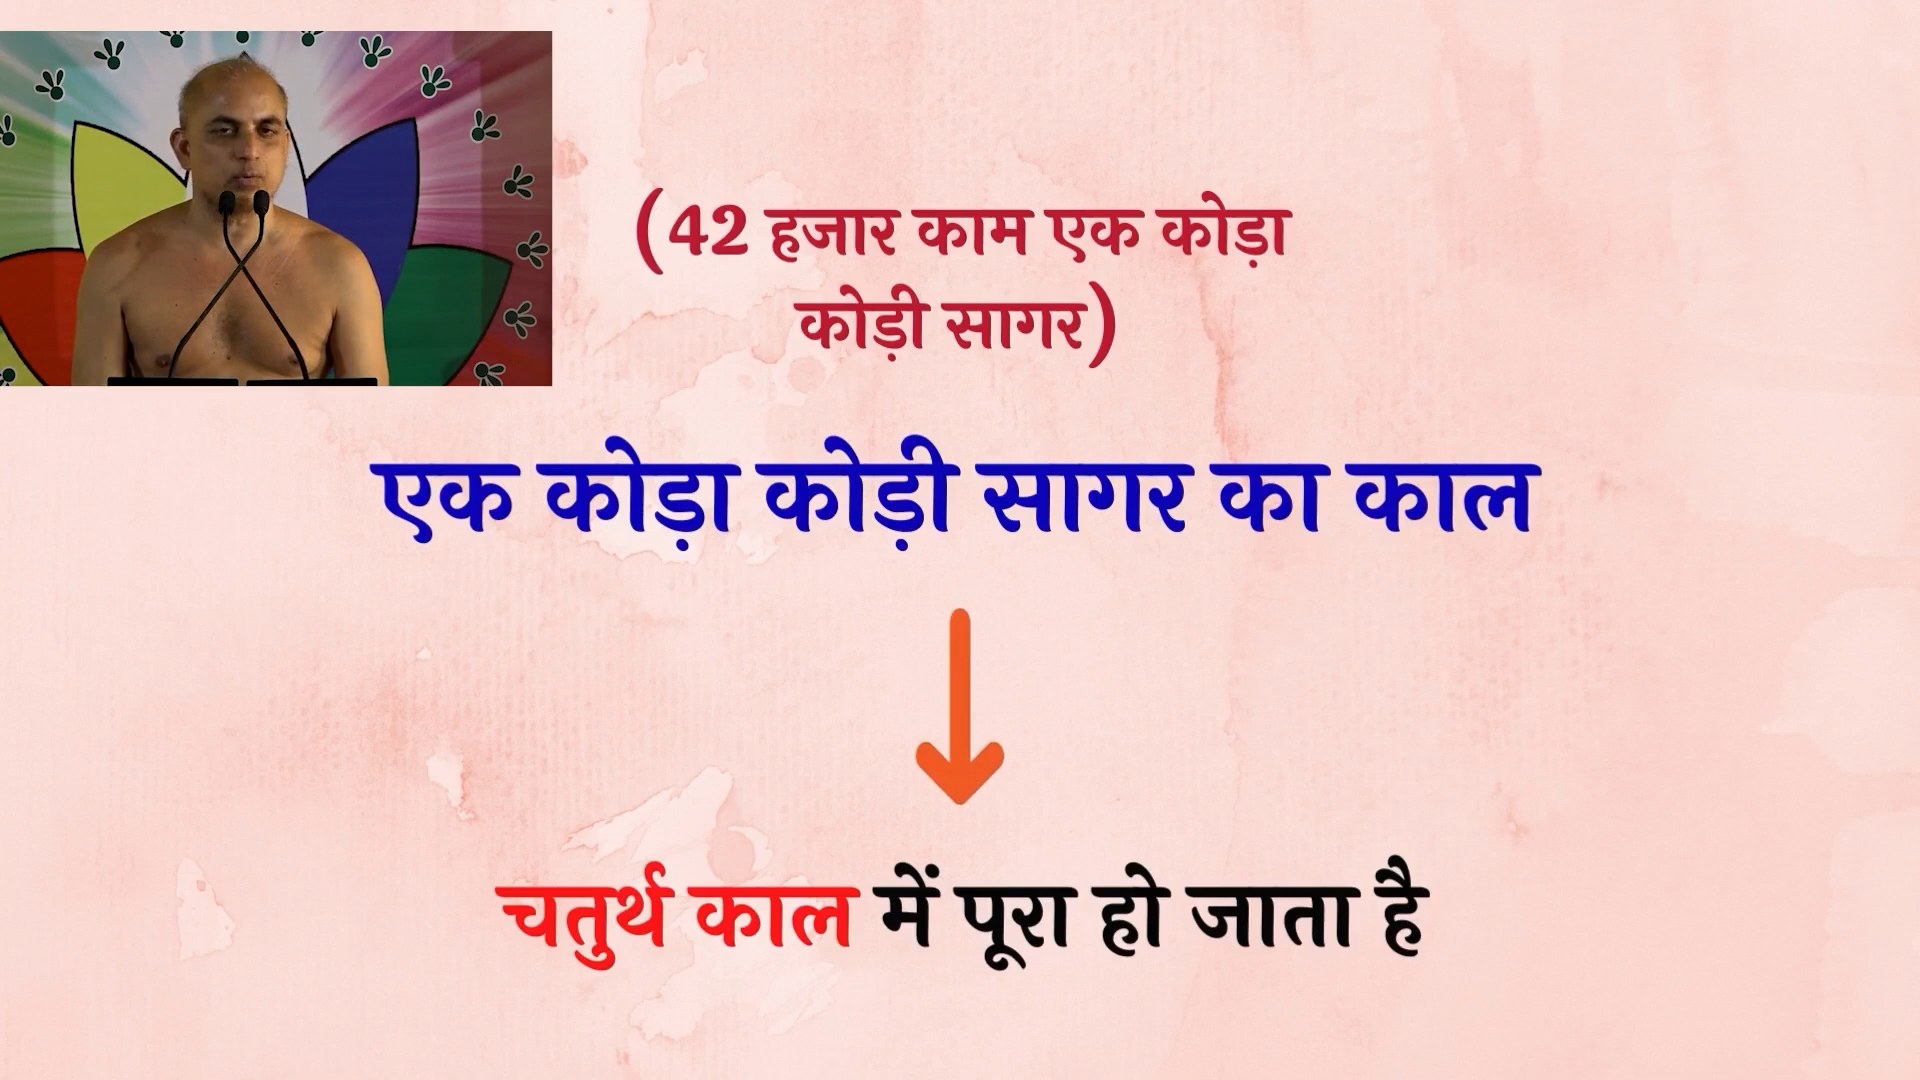 (42 हजार काम एक कोड़ा
कोड़ी सागर)
एक कोड़ा कोड़ी सागर का काल
चतुर्थ काल में पूरा हो जाता है